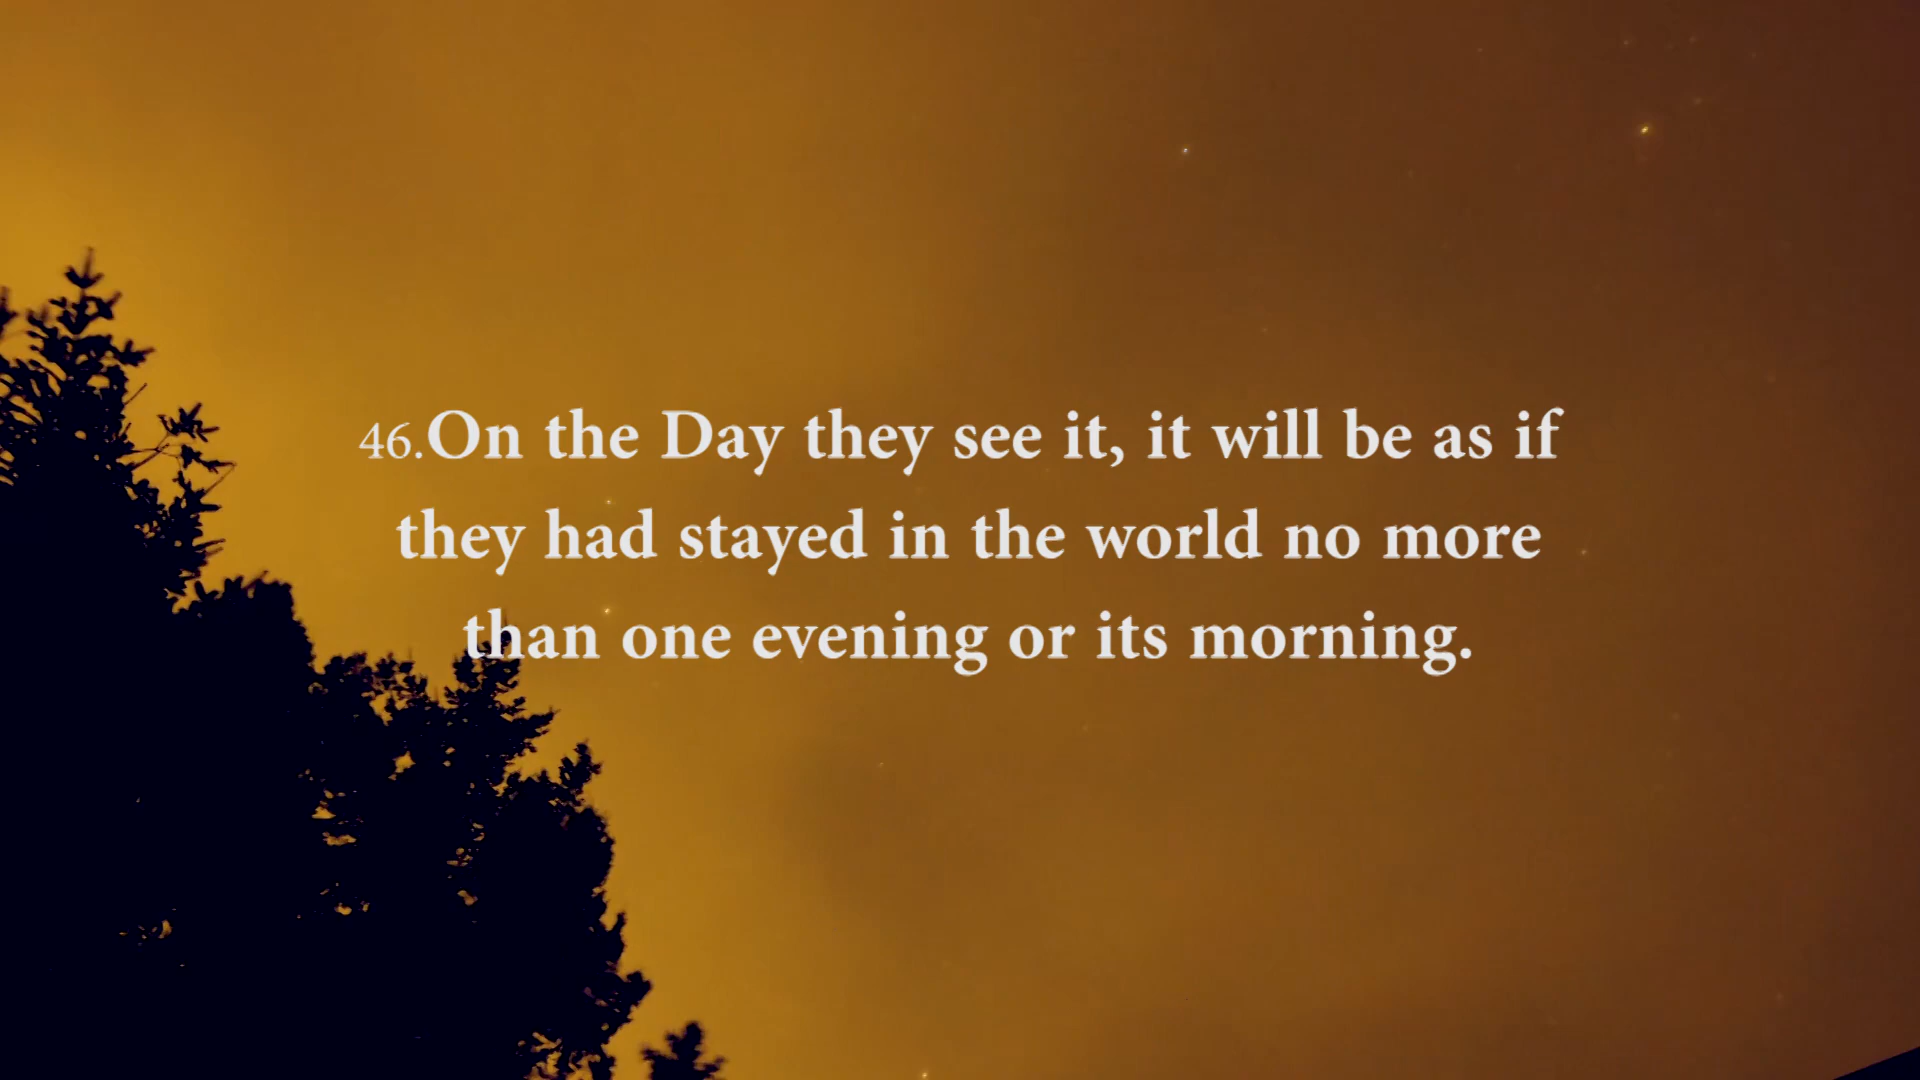 46.On the Day they see it, it will be as if
they had stayed in the world no more
than one evening or its morning.